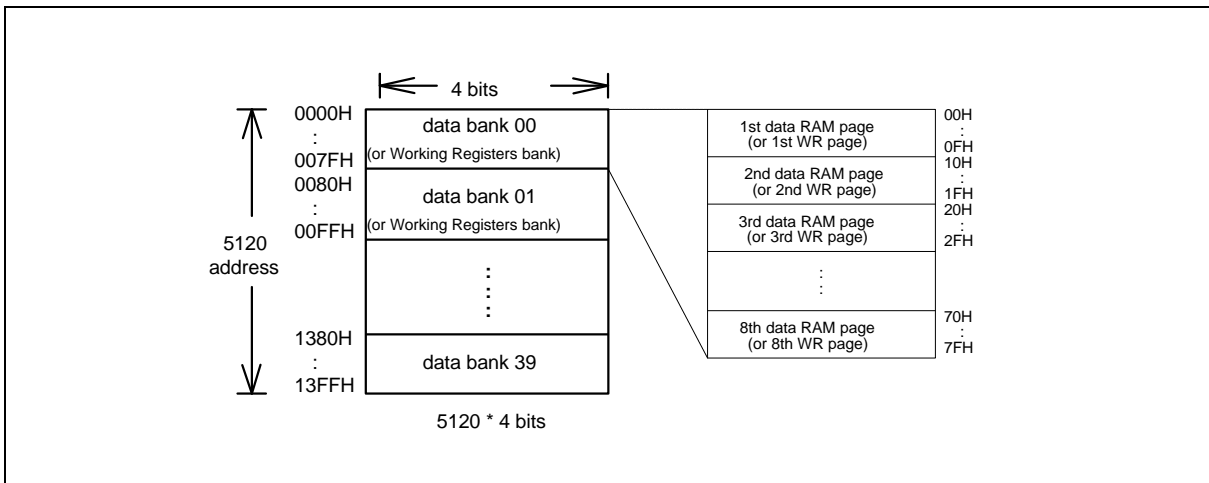 4 bits
0000H
:
007FH
0080H
:
00FFH
1380H
:
13FFH
5120
address
data bank 00
(or Working Registers bank)
data bank 01
(or Working Registers bank)
:
:
data bank 39
5120 * 4 bits
1st data RAM page
(or 1st WR page)
2nd data RAM page
(or 2nd WR page)
3rd data RAM page
(or 3rd WR page)
:
:
8th data RAM page
(or 8th WR page)
00H
:
0FH
10H
:
1FH
20H
:
2FH
70H
:
7FH